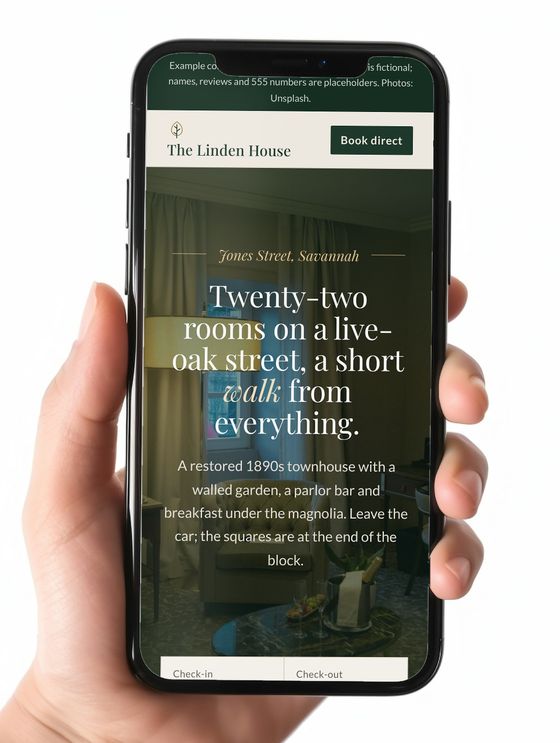 Example co is fictional;
names, reviews and 555 numbers are placeholders. Photos:
Unsplash.
The Linden House
Book direct
Jones Street, Savannah
Twenty-two
rooms on a live-
oak street, a short
walk from
everything.
A restored 1890s townhouse with a
walled garden, a parlor bar and
breakfast under the magnolia. Leave the
car; the squares are at the end of the
block.
Check-in
Check-out